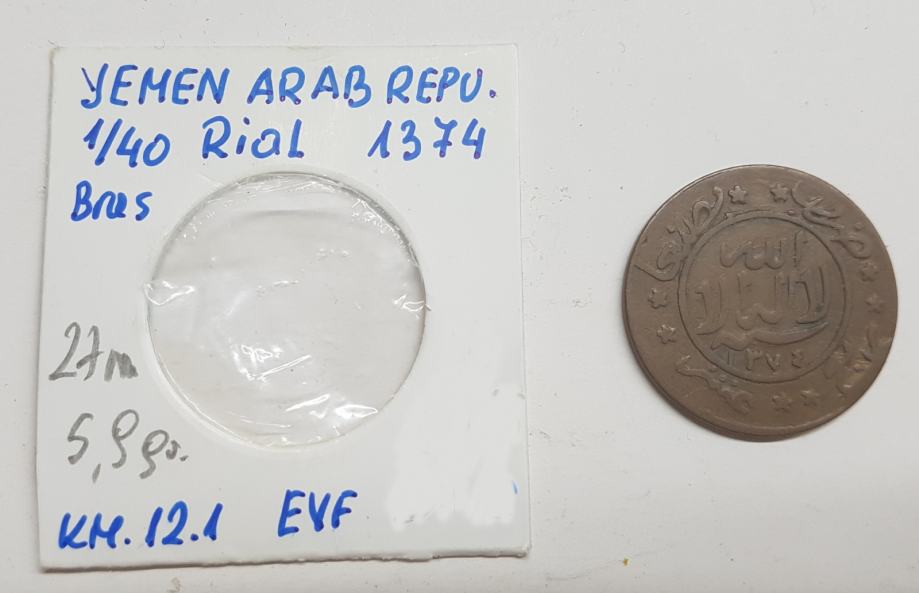 YEMEN ARAB REPU.
1/40 Rial 1374
Bras
27m
5,9 gr.
KM.12.1 EVF
الله
١٣٧٤